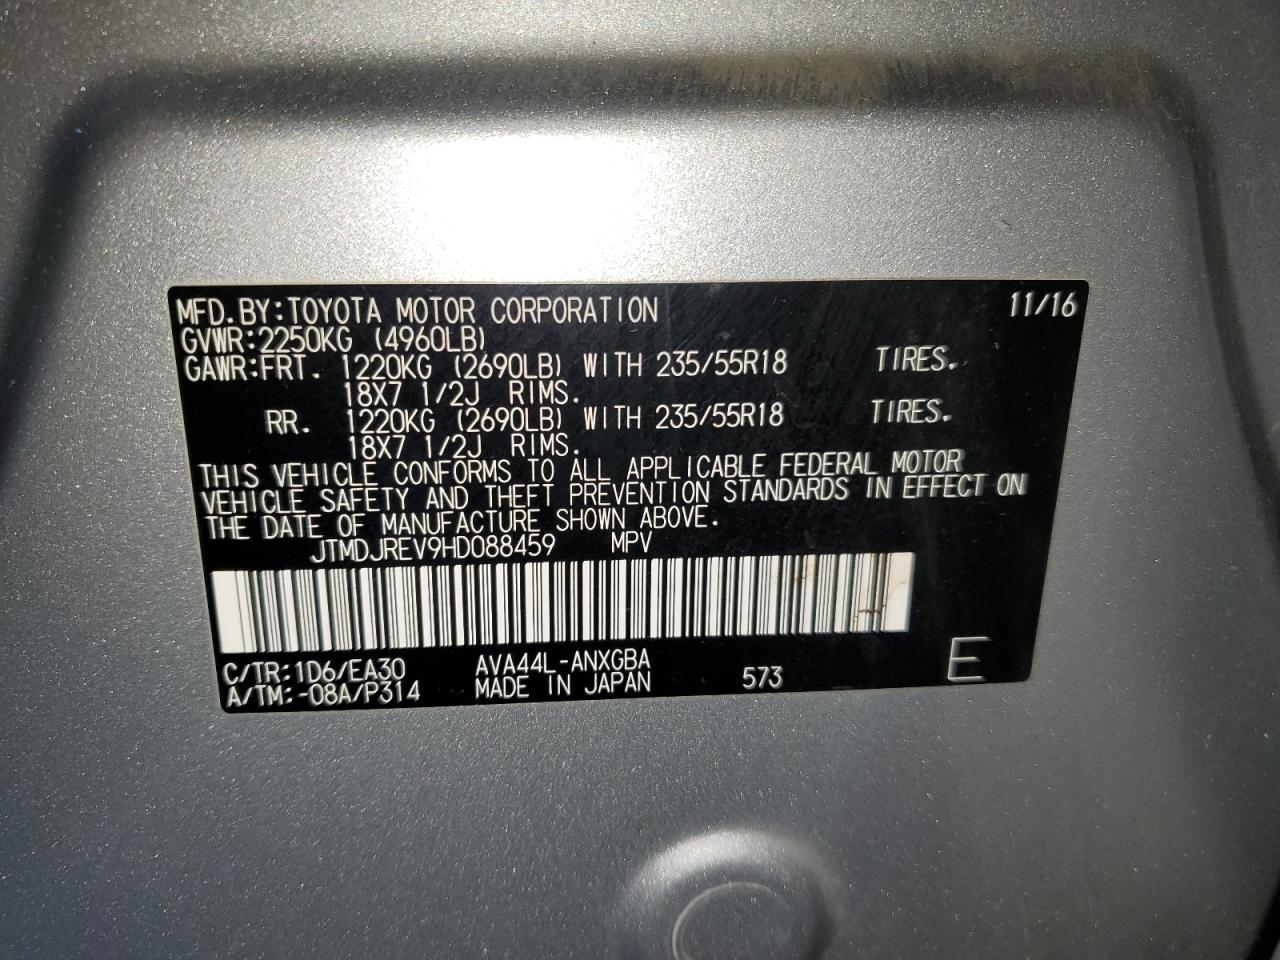 MFD. BY: TOYOTA MOTOR CORPORATION 11/16
GVWR: 2250KG (4960LB)
GAWR: FRT. 1220KG (2690LB) WITH 235/55R18 TIRES.
18X7 1/2J RIMS.
RR. 1220KG (2690LB) WITH 235/55R18 TIRES.
18X7 1/2J RIMS.
THIS VEHICLE CONFORMS TO ALL APPLICABLE FEDERAL MOTOR
VEHICLE SAFETY AND THEFT PREVENTION STANDARDS IN EFFECT ON
THE DATE OF MANUFACTURE SHOWN ABOVE.
JTMDJREV9HD088459 MPV
C/TR: 1D6/EA30 AVA44L-ANXGBA
A/TM: -08A/P314 MADE IN JAPAN 573 E